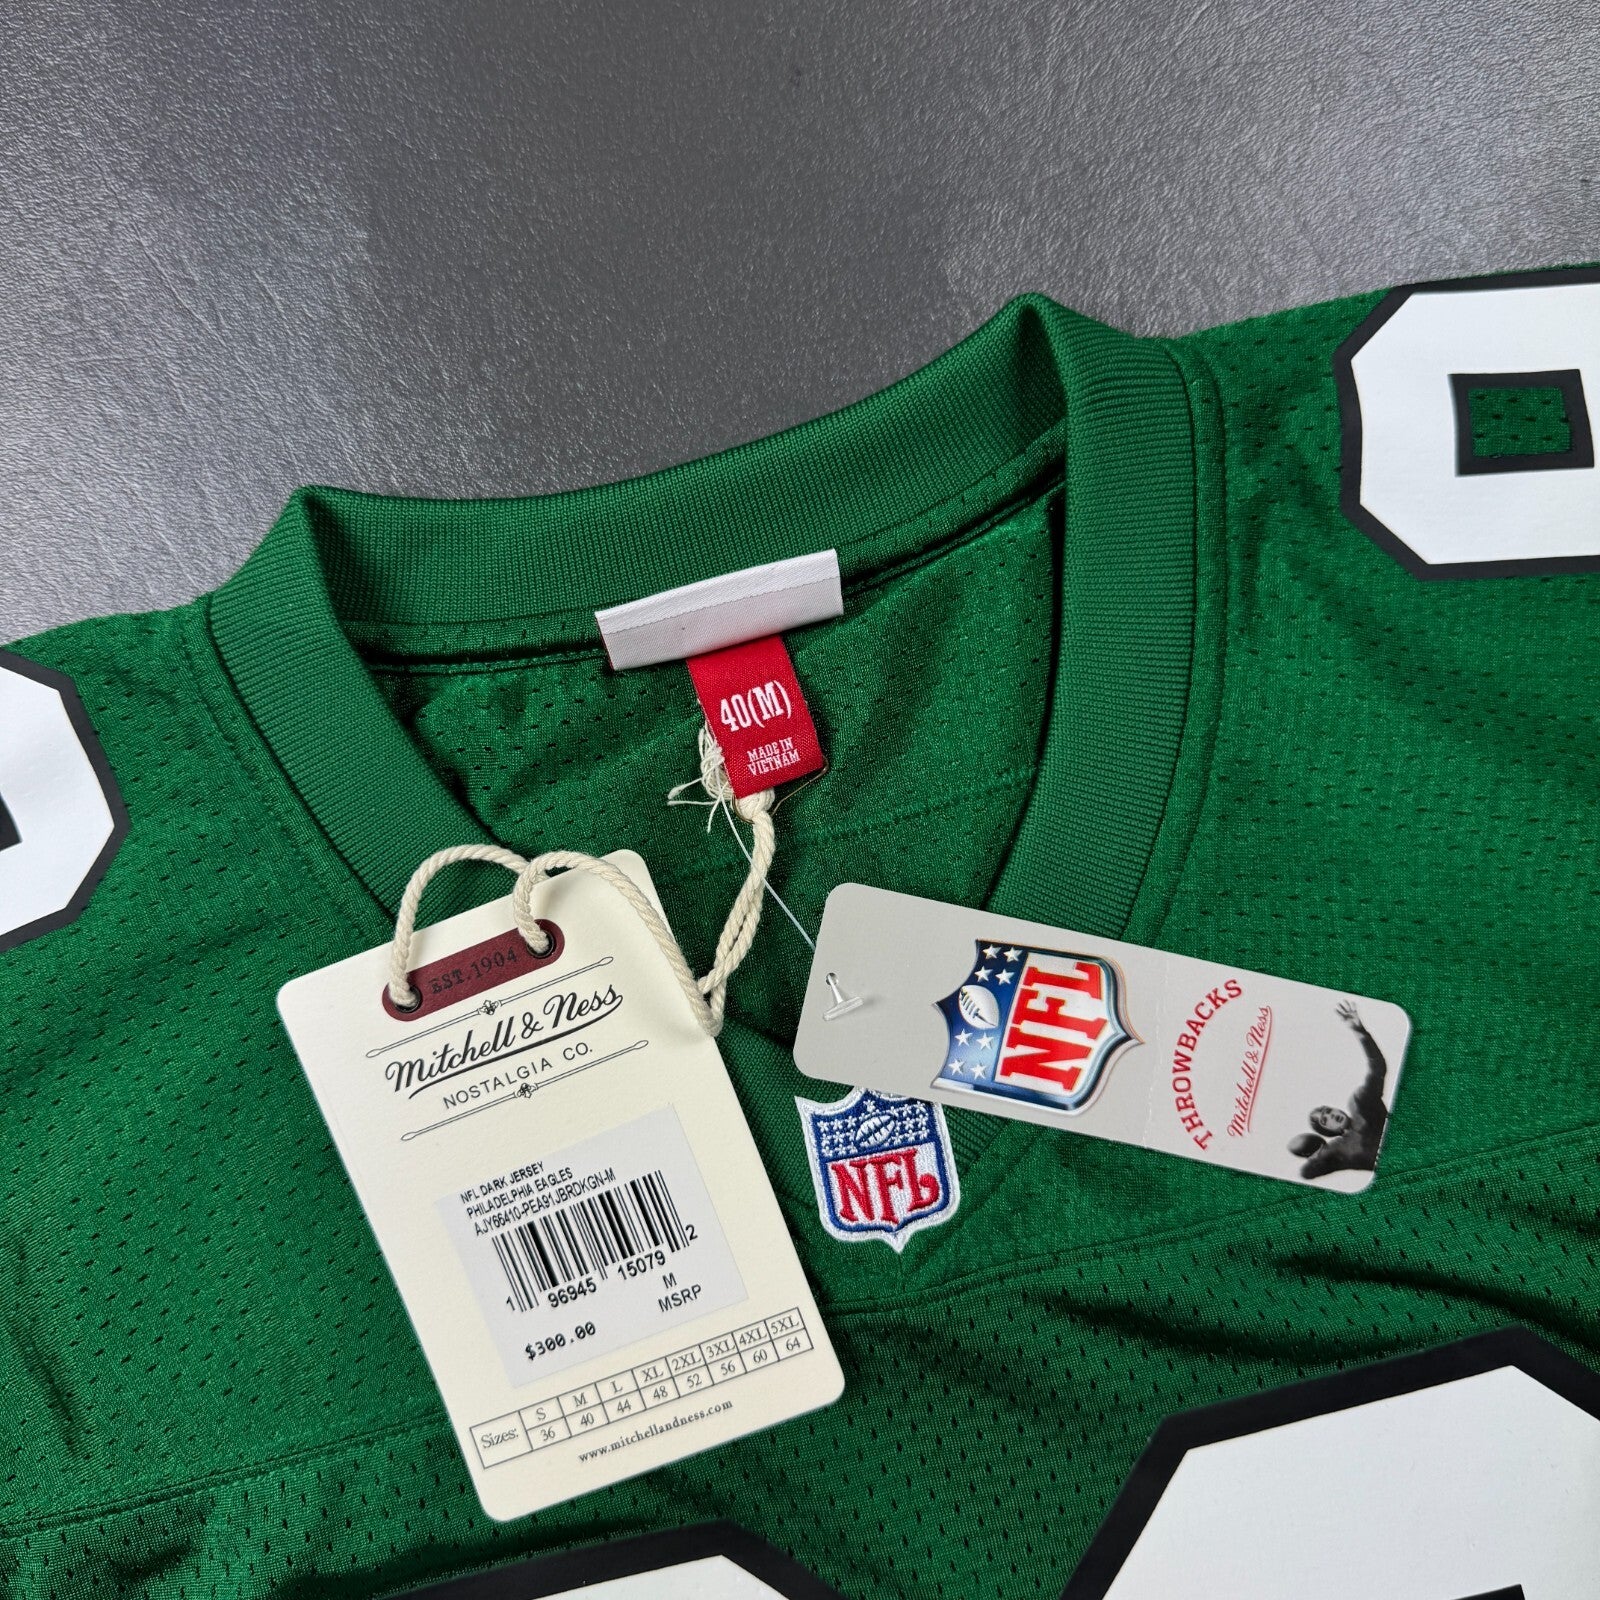 40(M)
MADE IN
VIETNAM
EST.1904
Mitchell & Ness
NOSTALGIA CO.
NFL DARK JERSEY
PHILADELPHIA EAGLES
AJY66410-PEA91JBRDKGN-M
1 96945 15079 2
M
$300.00 MSRP
Sizes: S M L XL 2XL 3XL 4XL 5XL
36 40 44 48 52 56 60 64
www.mitchellandness.com
NFL
THROWBACKS
Mitchell & Ness
NFL